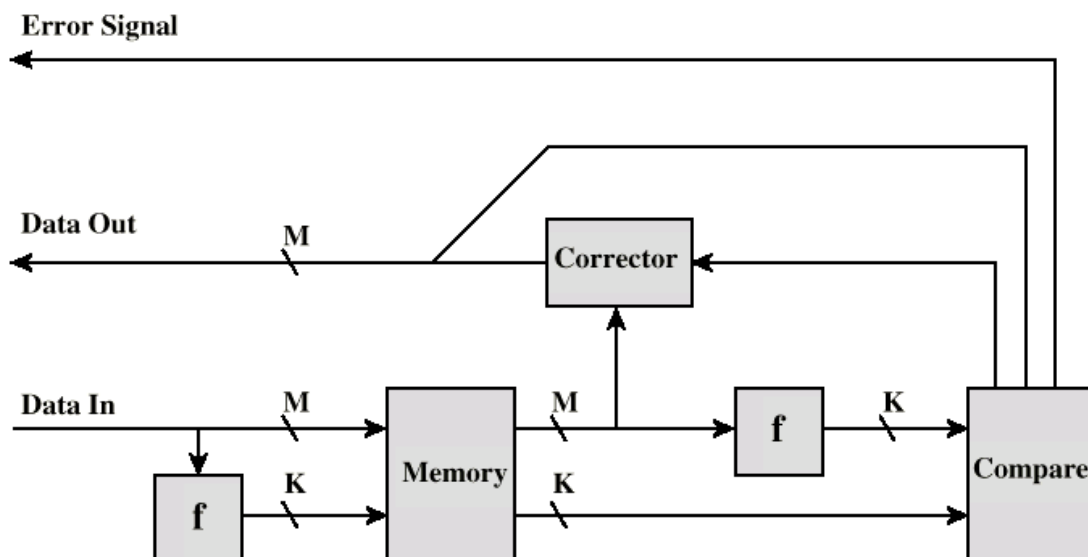 Error Signal
Data Out
M
Corrector
Data In
M
M
K
f
Memory
Compare
K
K
f